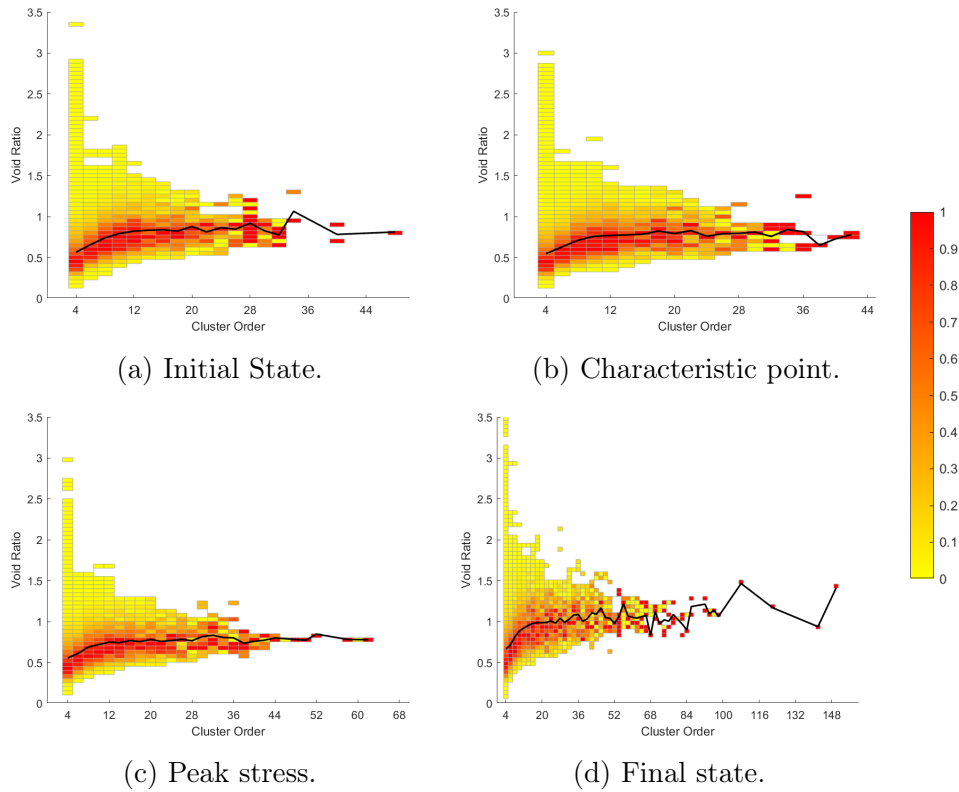 3.5
3
2.5
2
1.5
1
0.5
0
Void Ratio
4 12 20 28 36 44
Cluster Order
(a) Initial State.
3.5
3
2.5
2
1.5
1
0.5
0
Void Ratio
4 12 20 28 36 44
Cluster Order
(b) Characteristic point.
3.5
3
2.5
2
1.5
1
0.5
0
Void Ratio
4 12 20 28 36 44 52 60 68
Cluster Order
(c) Peak stress.
3.5
3
2.5
2
1.5
1
0.5
0
Void Ratio
4 20 36 52 68 84 100 116 132 148
Cluster Order
(d) Final state.
1
0.9
0.8
0.7
0.6
0.5
0.4
0.3
0.2
0.1
0